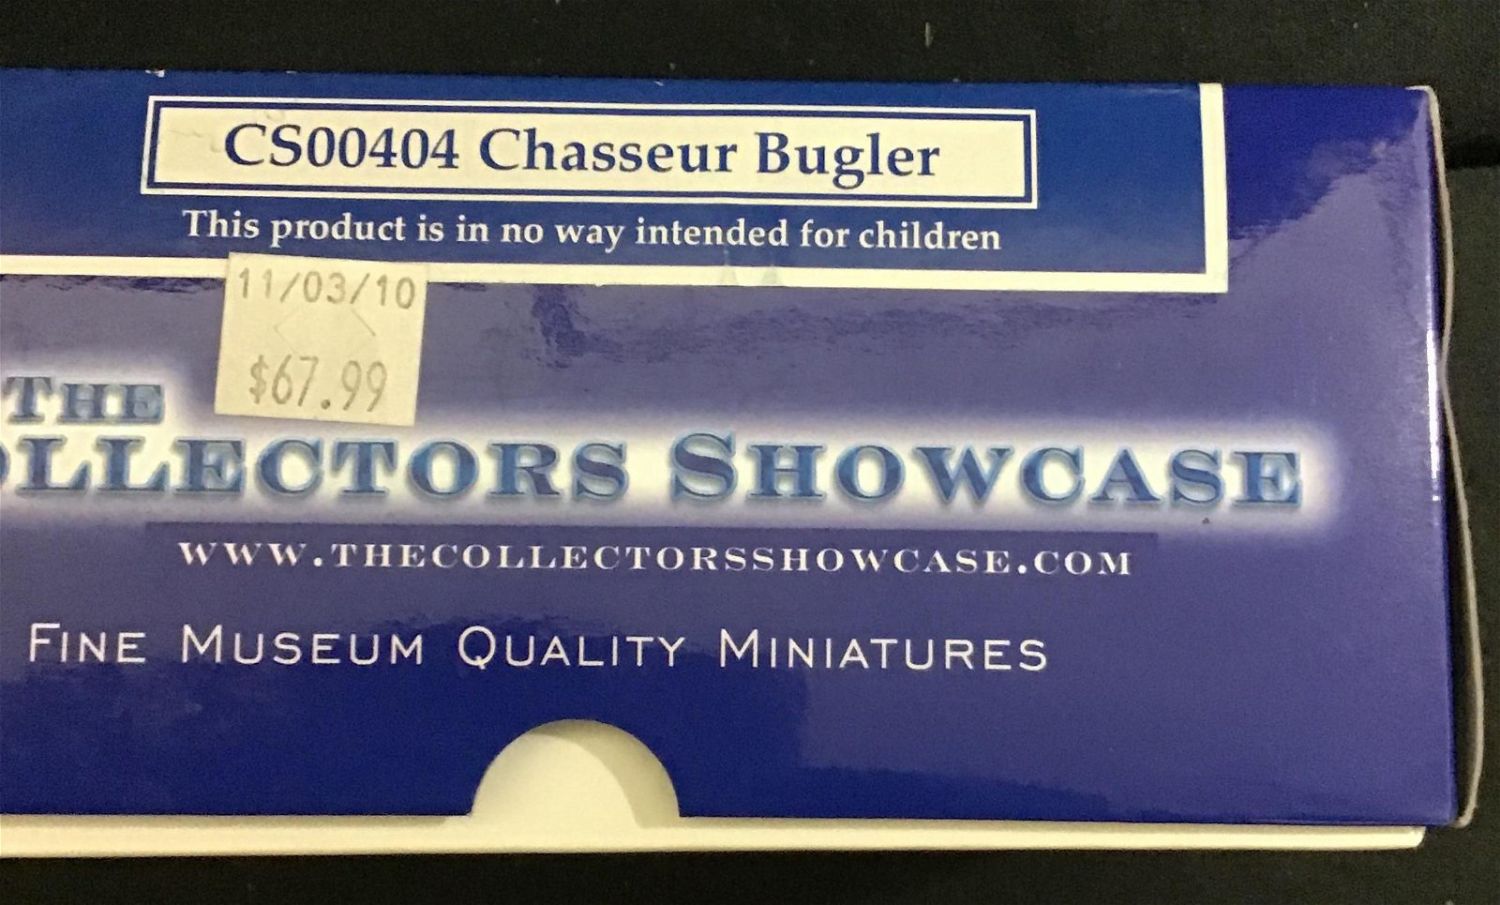 CS00404 Chasseur Bugler
This product is in no way intended for children
11/03/10
$67.99
THE
OLLECTORS SHOWCASE
WWW.THECOLLECTORSSHOWCASE.COM
FINE MUSEUM QUALITY MINIATURES